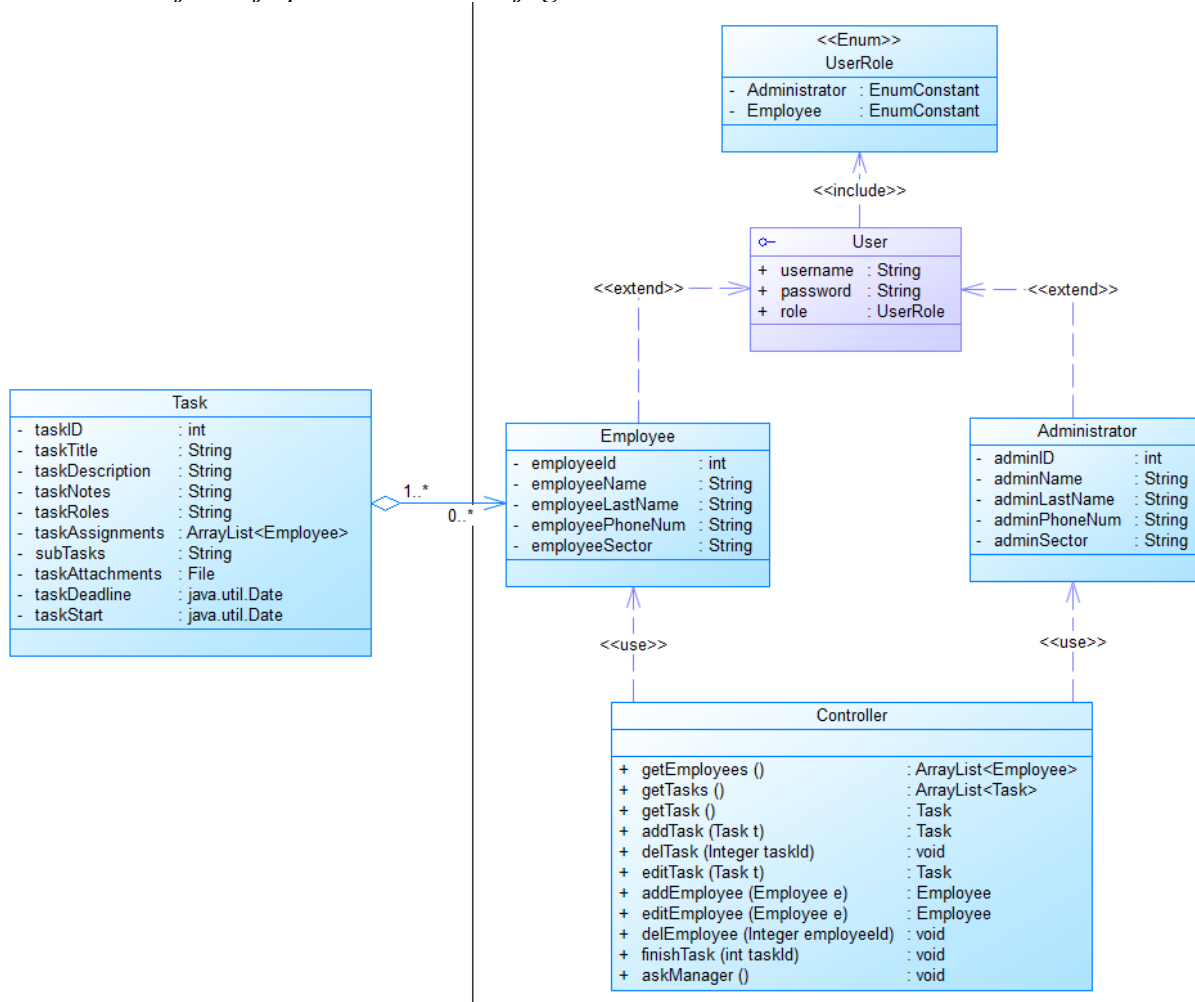 <<Enum>>
UserRole
- Administrator : EnumConstant
- Employee : EnumConstant
<<include>>
User
+ username : String
+ password : String
+ role : UserRole
<<extend>>
<<extend>>
Task
- taskID : int
- taskTitle : String
- taskDescription : String
- taskNotes : String
- taskRoles : String
- taskAssignments : ArrayList<Employee>
- subTasks : String
- taskAttachments : File
- taskDeadline : java.util.Date
- taskStart : java.util.Date
1..*
0..*
Employee
- employeeId : int
- employeeName : String
- employeeLastName : String
- employeePhoneNum : String
- employeeSector : String
Administrator
- adminID : int
- adminName : String
- adminLastName : String
- adminPhoneNum : String
- adminSector : String
<<use>>
<<use>>
Controller
+ getEmployees () : ArrayList<Employee>
+ getTasks () : ArrayList<Task>
+ getTask () : Task
+ addTask (Task t) : Task
+ delTask (Integer taskId) : void
+ editTask (Task t) : Task
+ addEmployee (Employee e) : Employee
+ editEmployee (Employee e) : Employee
+ delEmployee (Integer employeeId) : void
+ finishTask (int taskId) : void
+ askManager () : void